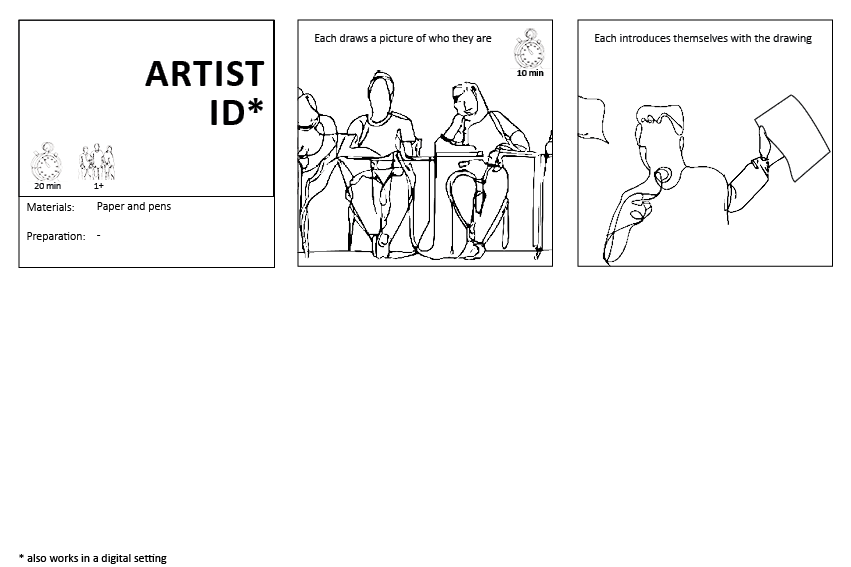 ARTIST
ID*
20 min
1+
Materials: Paper and pens
Preparation: -
Each draws a picture of who they are
10 min
Each introduces themselves with the drawing
* also works in a digital setting